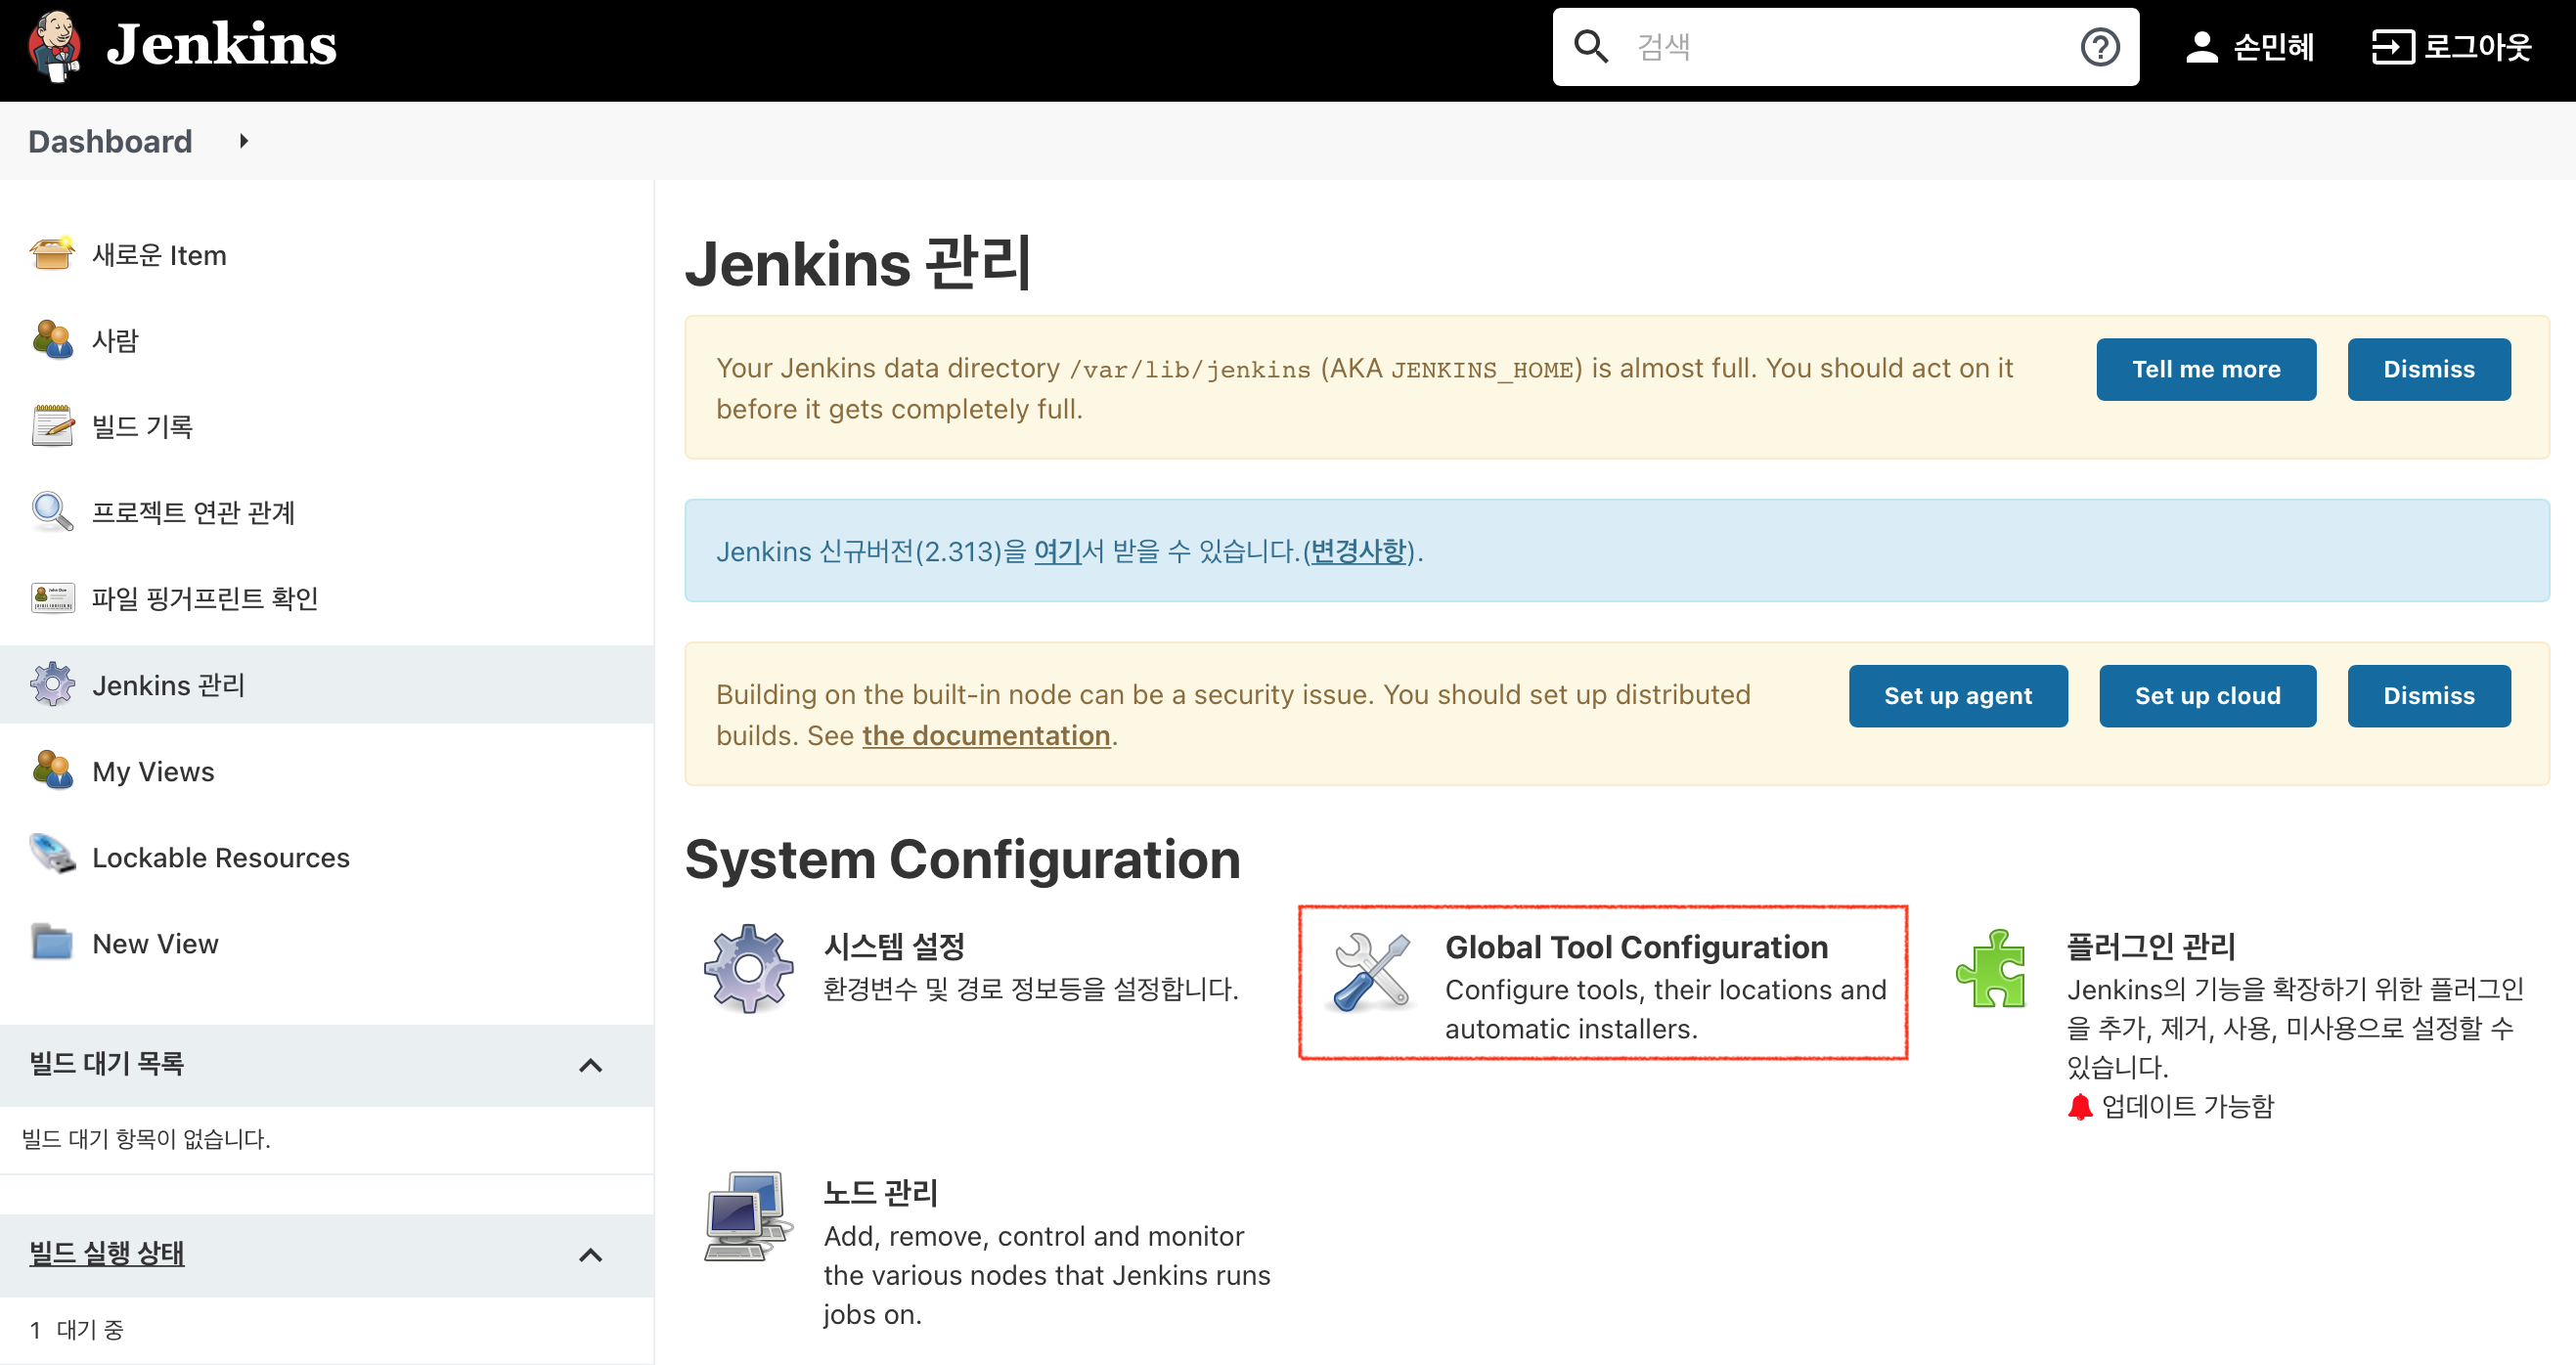 Jenkins
검색
손민혜
로그아웃
Dashboard
새로운 Item
사람
빌드 기록
프로젝트 연관 관계
파일 핑거프린트 확인
Jenkins 관리
My Views
Lockable Resources
New View
빌드 대기 목록
빌드 대기 항목이 없습니다.
빌드 실행 상태
1 대기 중
Jenkins 관리
Your Jenkins data directory /var/lib/jenkins (AKA JENKINS_HOME) is almost full. You should act on it
before it gets completely full.
Tell me more
Dismiss
Jenkins 신규버전(2.313)을 여기서 받을 수 있습니다.(변경사항).
Building on the built-in node can be a security issue. You should set up distributed
builds. See the documentation.
Set up agent
Set up cloud
Dismiss
System Configuration
시스템 설정
환경변수 및 경로 정보등을 설정합니다.
Global Tool Configuration
Configure tools, their locations and
automatic installers.
플러그인 관리
Jenkins의 기능을 확장하기 위한 플러그인
을 추가, 제거, 사용, 미사용으로 설정할 수
있습니다.
업데이트 가능함
노드 관리
Add, remove, control and monitor
the various nodes that Jenkins runs
jobs on.